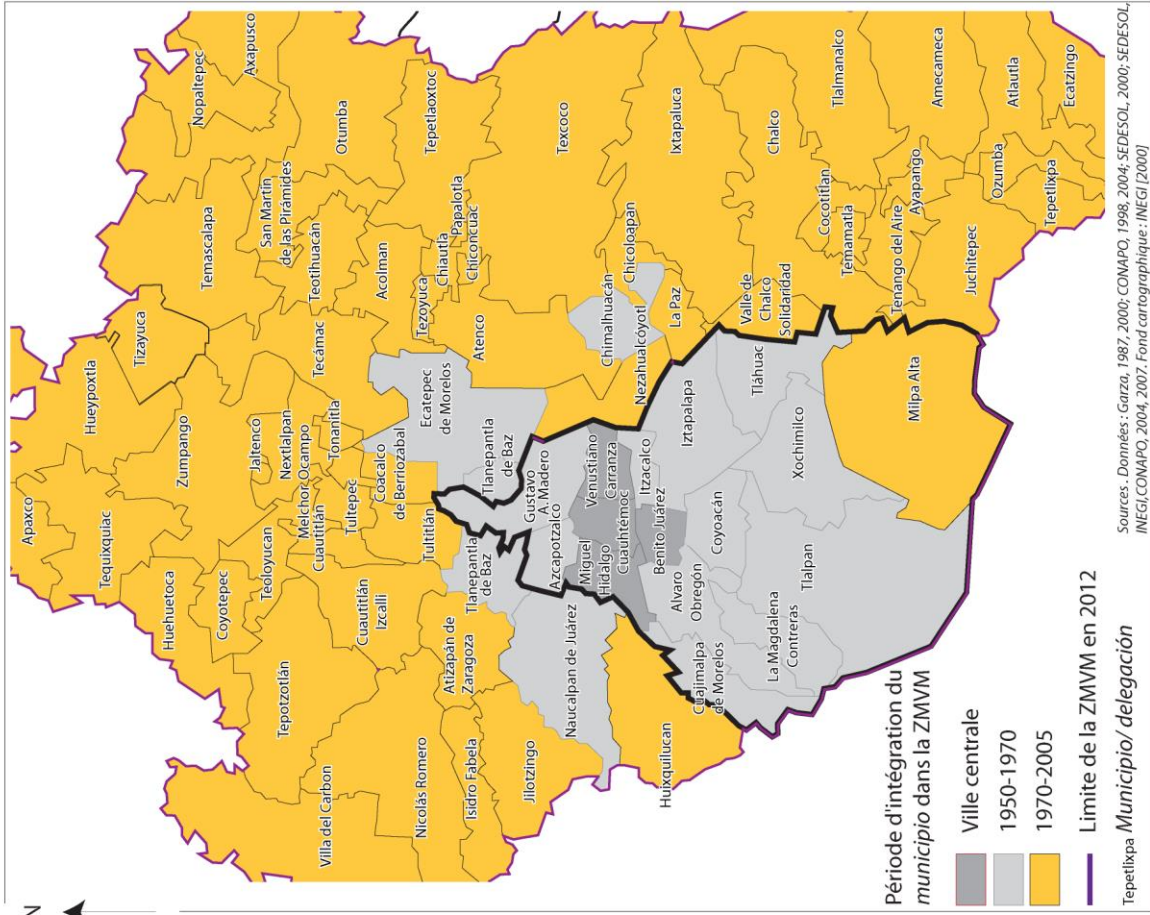 N
Apaxco
Nopaltepec
Axapusco
Hueypoxtla
Tizayuca
Tequixquiac
Temascalapa
San Martín
de las Pirámides
Otumba
Huehuetoca
Zumpango
Teotihuacán
Coyotepec
Jaltenco
Nextlalpan
Tecámac
Tepetlaoxtoc
Acolman
Teoloyucan
Melchor Ocampo
Tonanitla
Tezoyuca
Chiautla
Papalotla
Chiconcuac
Tepotzotlán
Cuautitlán
Tultepec
Coacalco
de Berriozabal
Ecatepec
de Morelos
Atenco
Texcoco
Villa del Carbon
Cuautitlán
Izcalli
Tultitlán
Tlanepantla
de Baz
Nicolás Romero
Atizapán de
Zaragoza
Tlanepantla
de Baz
Gustavo
A. Madero
Chimalhuacán
Chicoloapan
Isidro Fabela
Azcapotzalco
Venustiano
Carranza
Nezahualcóyotl
La Paz
Ixtapaluca
Jilotzingo
Naucalpan de Juárez
Miguel
Hidalgo
Cuauhtémoc
Itzacalco
Iztapalapa
Valle de
Chalco
Solidaridad
Chalco
Benito Juárez
Huixquilucan
Alvaro
Obregón
Coyoacán
Tláhuac
Cocotitlan
Temamatla
Tlalmanalco
Cuajimalpa
de Morelos
La Magdalena
Contreras
Tlalpan
Xochimilco
Tenango del Aire
Ayapango
Amecameca
Milpa Alta
Juchitepec
Ozumba
Atlautla
Tepetlixpa
Ecatzingo
Période d'intégration du
municipio dans la ZMVM
Ville centrale
1950-1970
1970-2005
Limite de la ZMVM en 2012
Tepetlixpa Municipio/ delegación
Sources : Données : Garza, 1987, 2000; CONAPO, 1998, 2004; SEDESOL, 2000; SEDESOL,
INEGI,CONAPO, 2004, 2007. Fond cartographique : INEGI [2000]